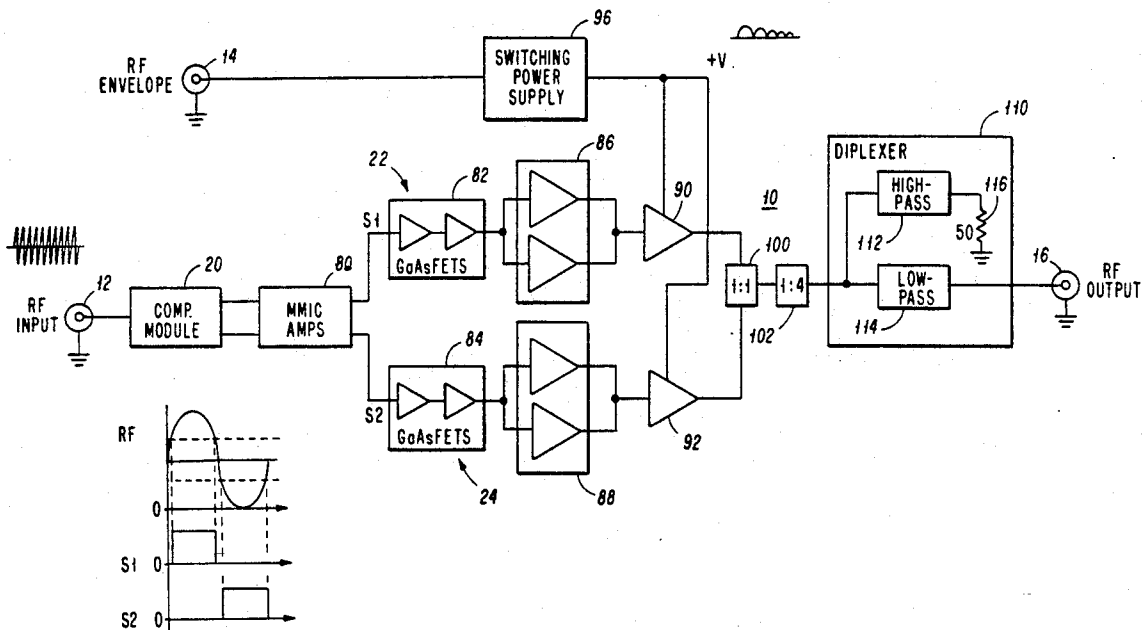 96
14
RF
ENVELOPE
SWITCHING
POWER
SUPPLY
+V
110
DIPLEXER
86
22
82
90
10
HIGH-
PASS
116
50
112
S1
GaAsFETS
100
20
80
12
RF
INPUT
COMP.
MODULE
MMIC
AMPS
1:1
1:4
102
LOW-
PASS
114
16
RF
OUTPUT
84
S2
GaAsFETS
92
24
88
RF
0
S1 0
S2 0